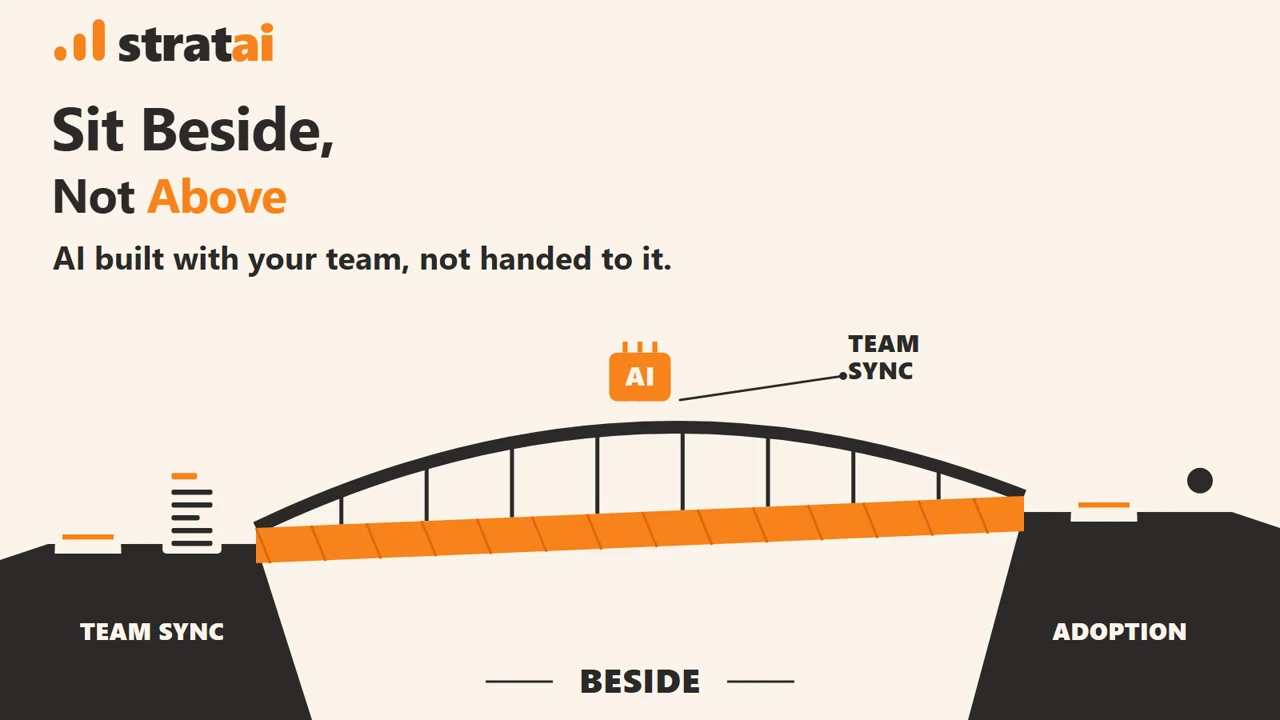 stratai
Sit Beside,
Not Above
AI built with your team, not handed to it.
AI
TEAM
SYNC
TEAM SYNC
ADOPTION
BESIDE